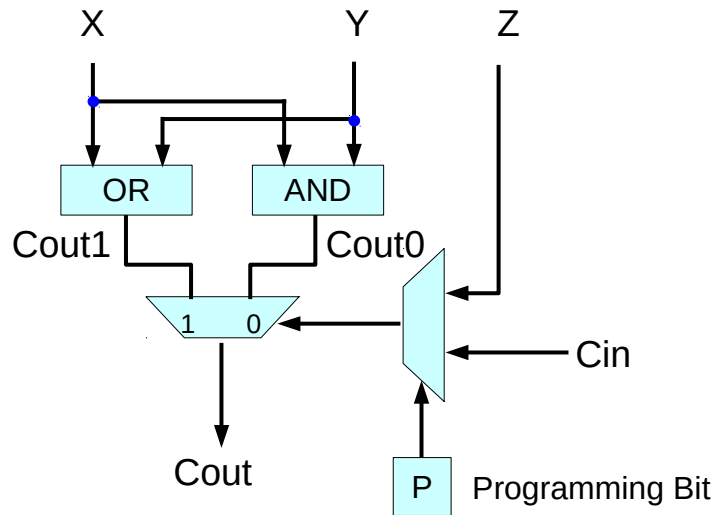 X Y Z
OR AND
Cout1 Cout0
1 0
Cin
Cout
P Programming Bit